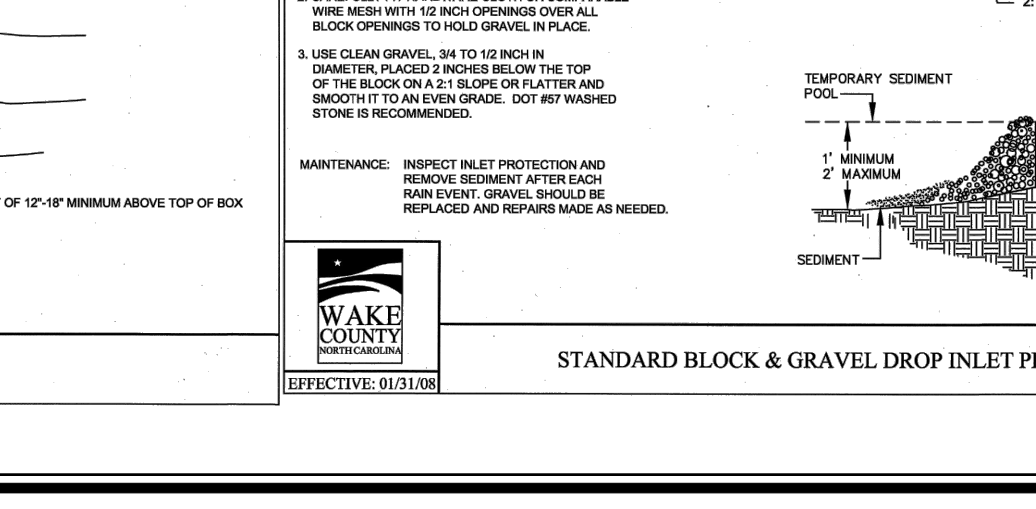 WIRE MESH WITH 1/2 INCH OPENINGS OVER ALL
BLOCK OPENINGS TO HOLD GRAVEL IN PLACE.
3. USE CLEAN GRAVEL, 3/4 TO 1/2 INCH IN
DIAMETER, PLACED 2 INCHES BELOW THE TOP
OF THE BLOCK ON A 2:1 SLOPE OR FLATTER AND
SMOOTH IT TO AN EVEN GRADE. DOT #57 WASHED
STONE IS RECOMMENDED.
MAINTENANCE: INSPECT INLET PROTECTION AND
REMOVE SEDIMENT AFTER EACH
RAIN EVENT. GRAVEL SHOULD BE
REPLACED AND REPAIRS MADE AS NEEDED.
OF 12"-18" MINIMUM ABOVE TOP OF BOX
TEMPORARY SEDIMENT
POOL
1' MINIMUM
2' MAXIMUM
SEDIMENT
WAKE
COUNTY
NORTH CAROLINA
EFFECTIVE: 01/31/08
STANDARD BLOCK & GRAVEL DROP INLET